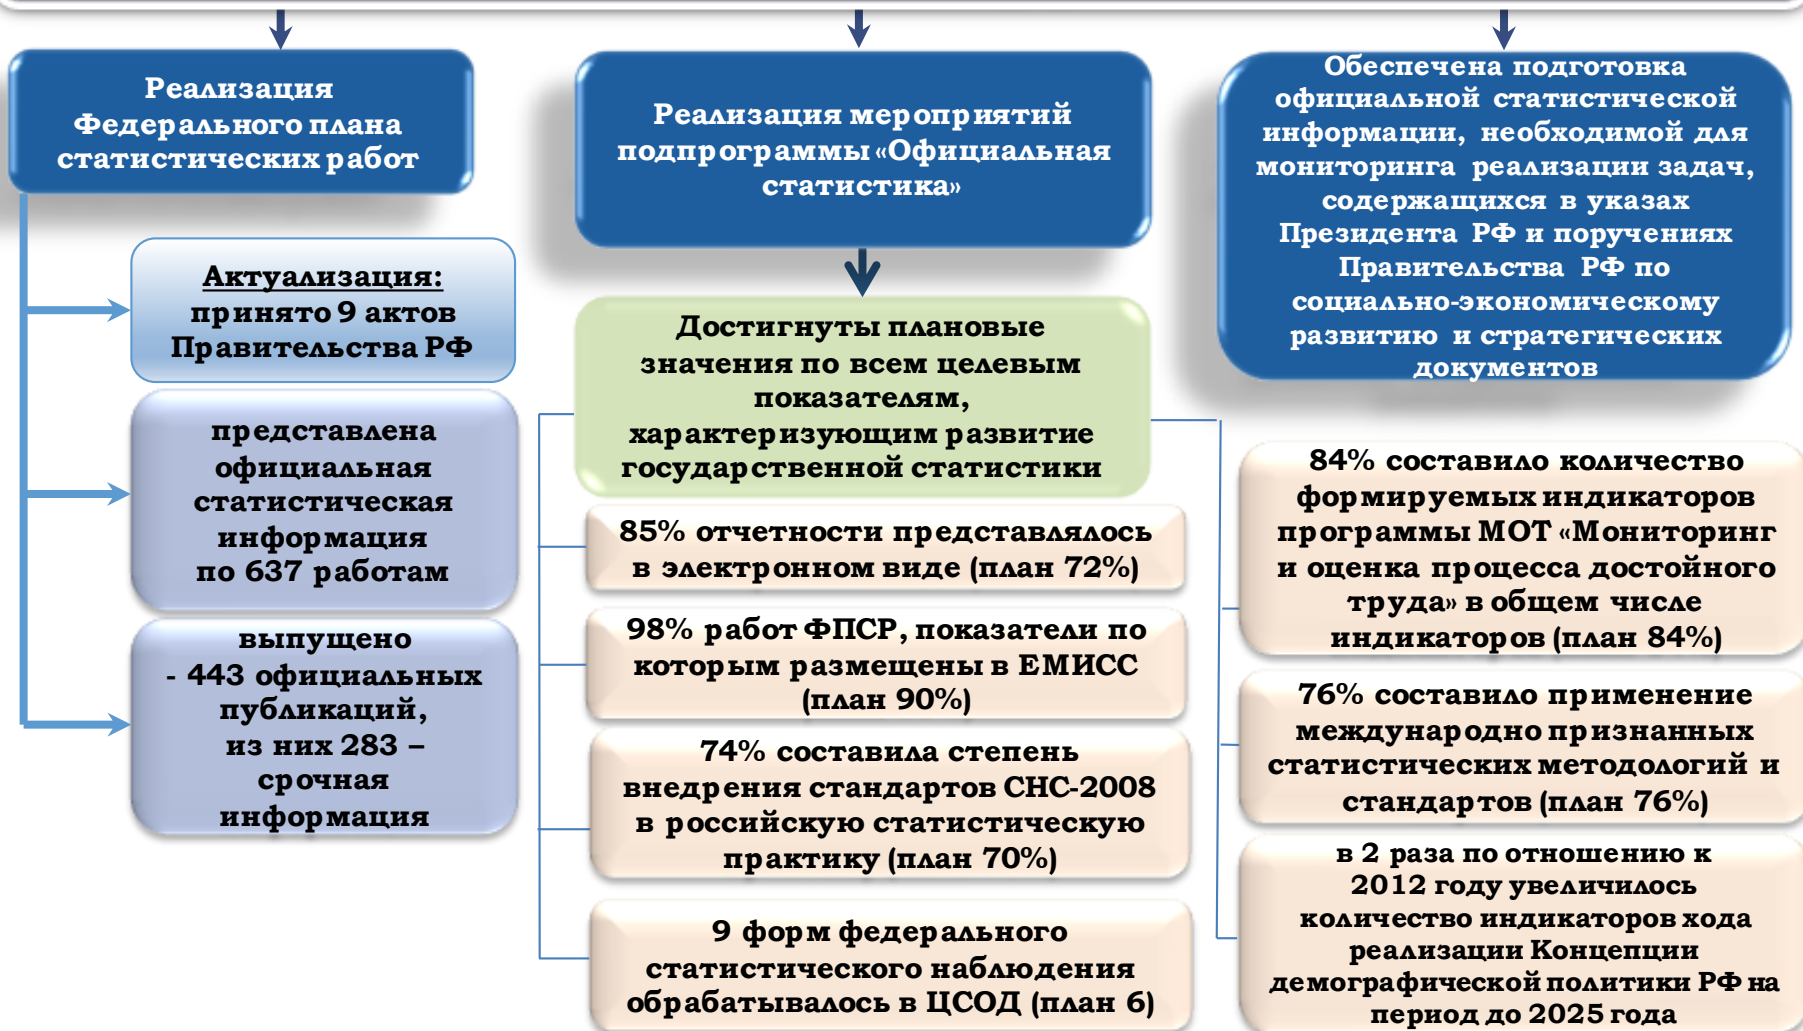 Реализация
Федерального плана
статистических работ
Актуализация:
принято 9 актов
Правительства РФ
представлена
официальная
статистическая
информация
по 637 работам
выпущено
- 443 официальных
публикаций,
из них 283 –
срочная
информация
Реализация мероприятий
подпрограммы «Официальная
статистика»
Достигнуты плановые
значения по всем целевым
показателям,
характеризующим развитие
государственной статистики
85% отчетности представлялось
в электронном виде (план 72%)
98% работ ФПСР, показатели по
которым размещены в ЕМИСС
(план 90%)
74% составила степень
внедрения стандартов СНС-2008
в российскую статистическую
практику (план 70%)
9 форм федерального
статистического наблюдения
обрабатывалось в ЦСОД (план 6)
Обеспечена подготовка
официальной статистической
информации, необходимой для
мониторинга реализации задач,
содержащихся в указах
Президента РФ и поручениях
Правительства РФ по
социально-экономическому
развитию и стратегических
документов
84% составило количество
формируемых индикаторов
программы МОТ «Мониторинг
и оценка процесса достойного
труда» в общем числе
индикаторов (план 84%)
76% составило применение
международно признанных
статистических методологий и
стандартов (план 76%)
в 2 раза по отношению к
2012 году увеличилось
количество индикаторов хода
реализации Концепции
демографической политики РФ на
период до 2025 года